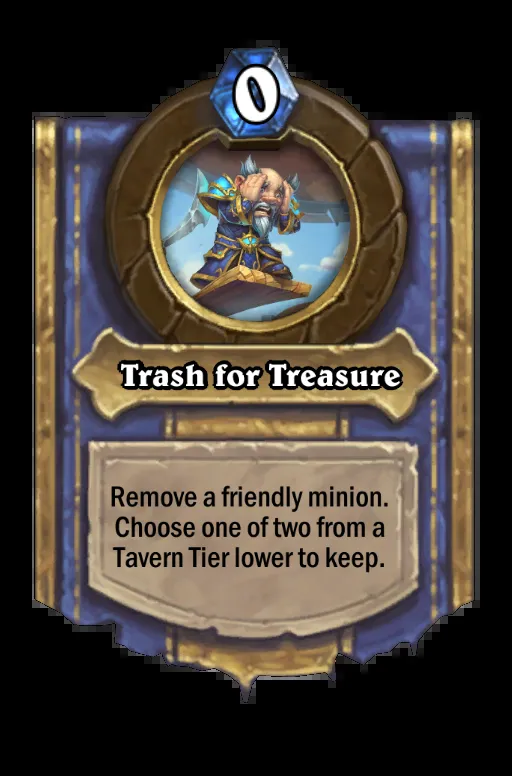 0
Trash for Treasure
Remove a friendly minion.
Choose one of two from a
Tavern Tier lower to keep.